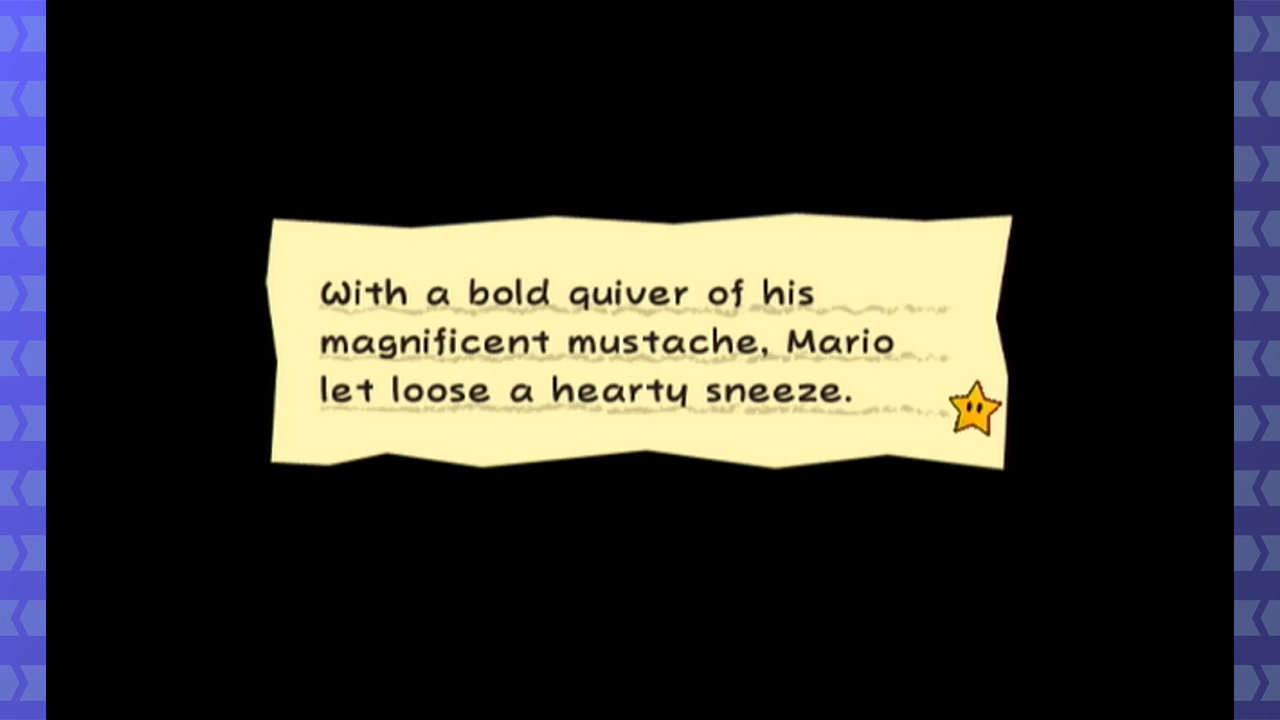 With a bold quiver of his
magnificent mustache, Mario
let loose a hearty sneeze.